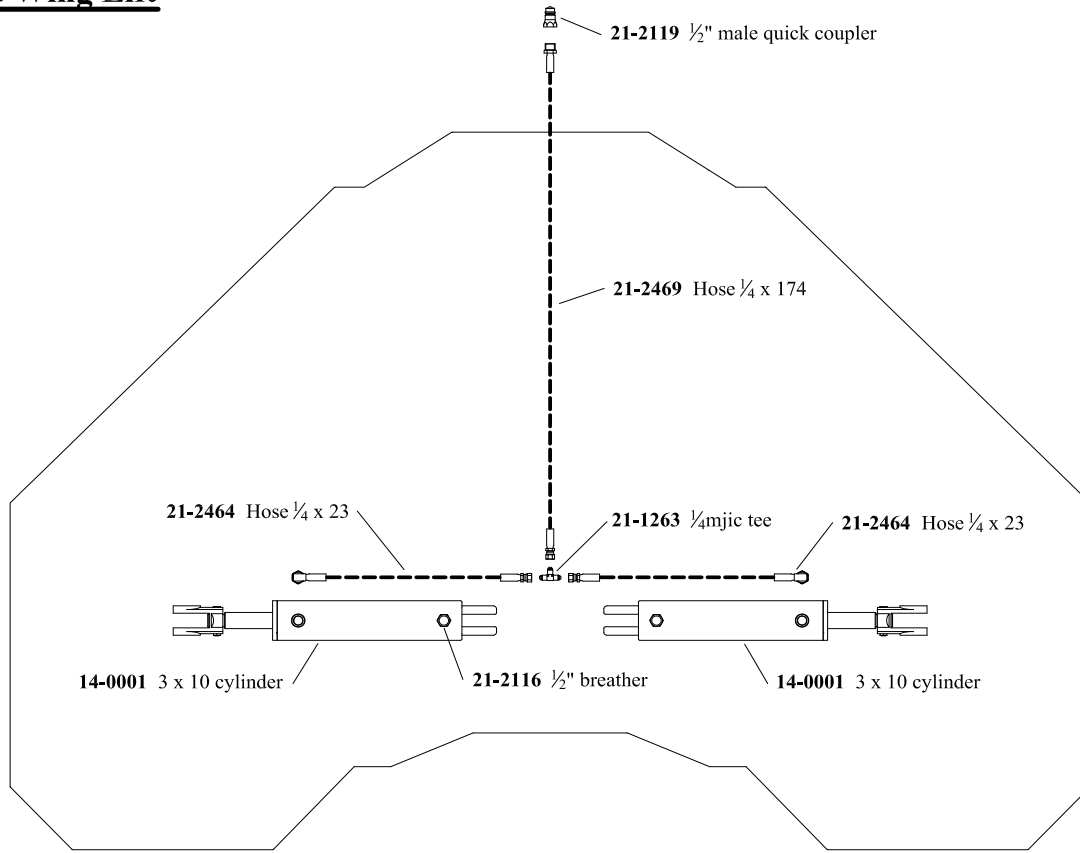 Wing Lift
21-2119 ½" male quick coupler
21-2469 Hose ¼ x 174
21-2464 Hose ¼ x 23
21-1263 ¼mjic tee
21-2464 Hose ¼ x 23
14-0001 3 x 10 cylinder
21-2116 ½" breather
14-0001 3 x 10 cylinder